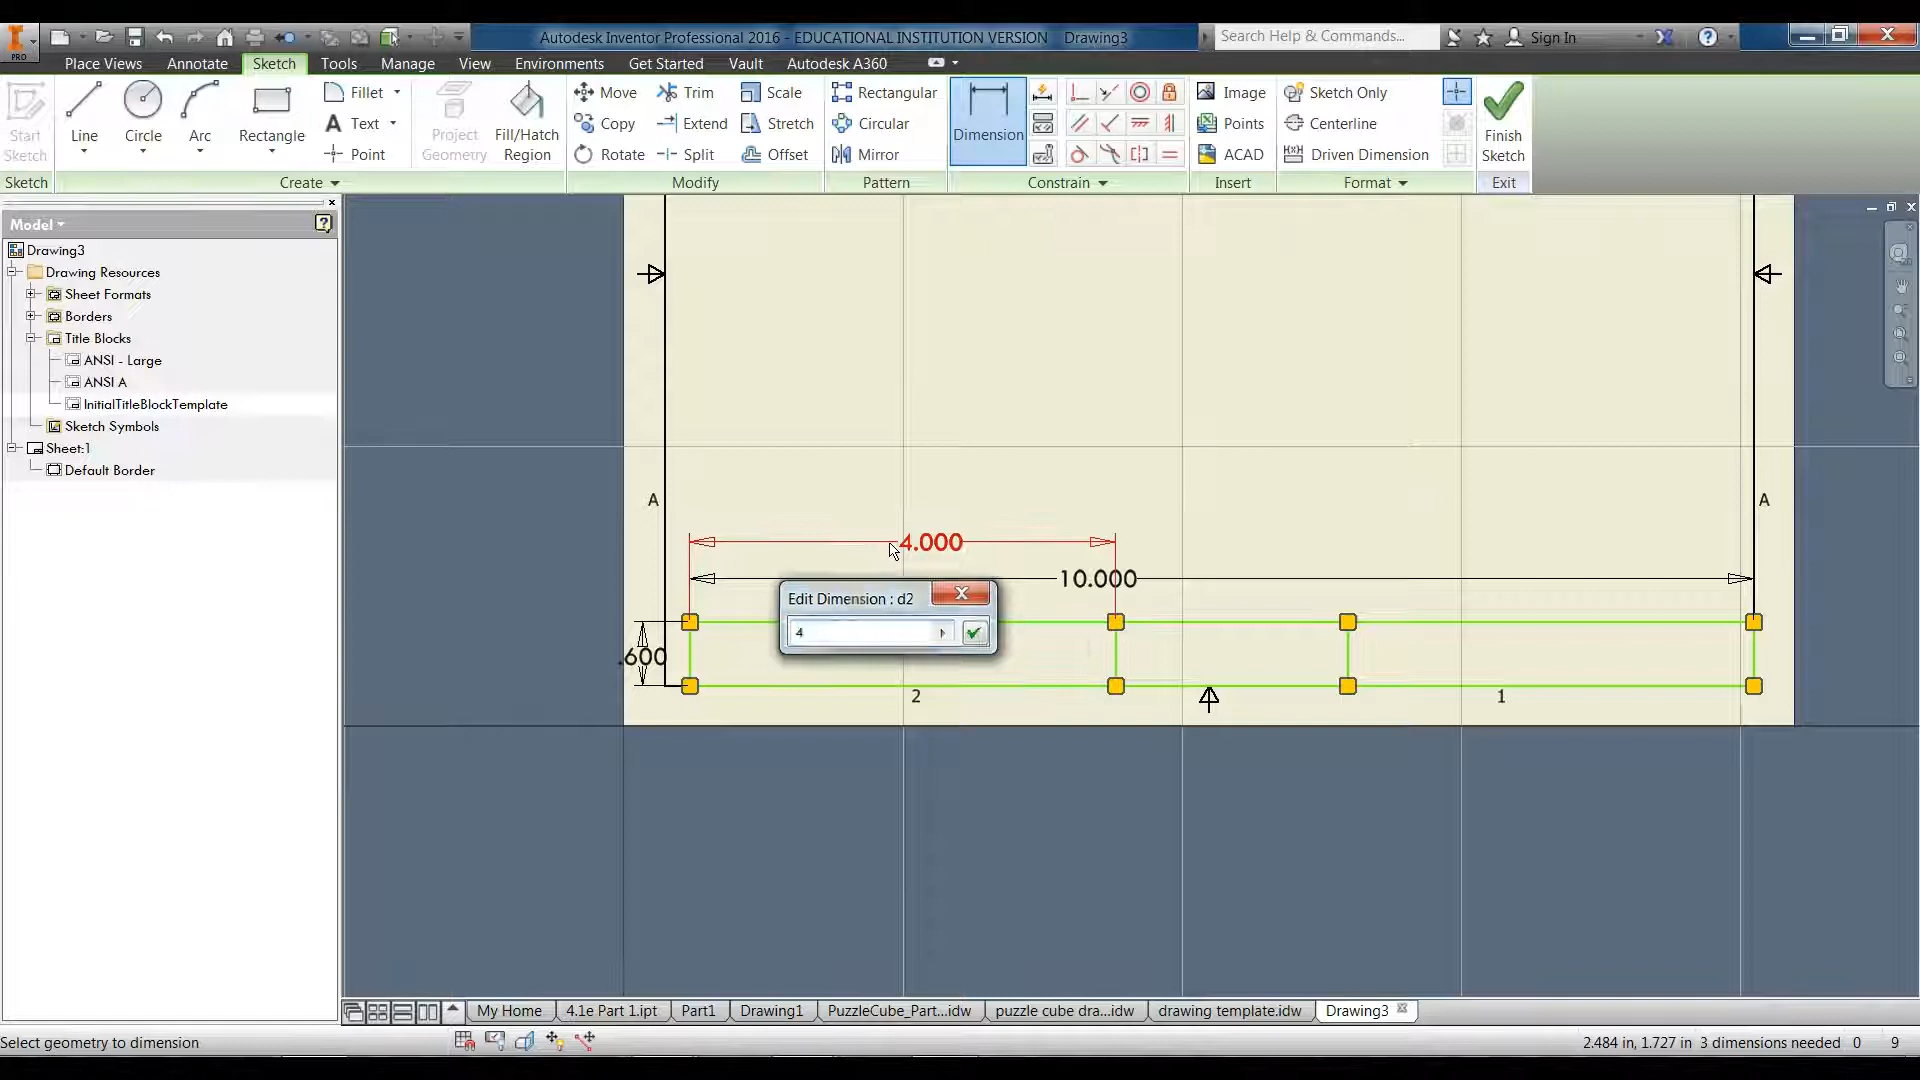 Autodesk Inventor Professional 2016 - EDUCATIONAL INSTITUTION VERSION Drawing3
Search Help & Commands...
Sign In
PRO
Place Views Annotate Sketch Tools Manage View Environments Get Started Vault Autodesk A360
Start Sketch
Line
Circle
Arc
Rectangle
Fillet
Text
Point
Project Geometry
Fill/Hatch Region
Move
Copy
Rotate
Trim
Extend
Split
Scale
Stretch
Offset
Rectangular
Circular
Mirror
Dimension
Image
Points
ACAD
Sketch Only
Centerline
Driven Dimension
Finish Sketch
Sketch Create Modify Pattern Constrain Insert Format Exit
Model
Drawing3
Drawing Resources
Sheet Formats
Borders
Title Blocks
ANSI - Large
ANSI A
InitialTitleBlockTemplate
Sketch Symbols
Sheet:1
Default Border
A
A
4.000
10.000
Edit Dimension : d2
4
.600
2
1
My Home 4.1e Part 1.ipt Part1 Drawing1 PuzzleCube_Part...idw puzzle cube dra...idw drawing template.idw Drawing3
Select geometry to dimension
2.484 in, 1.727 in 3 dimensions needed 0 9